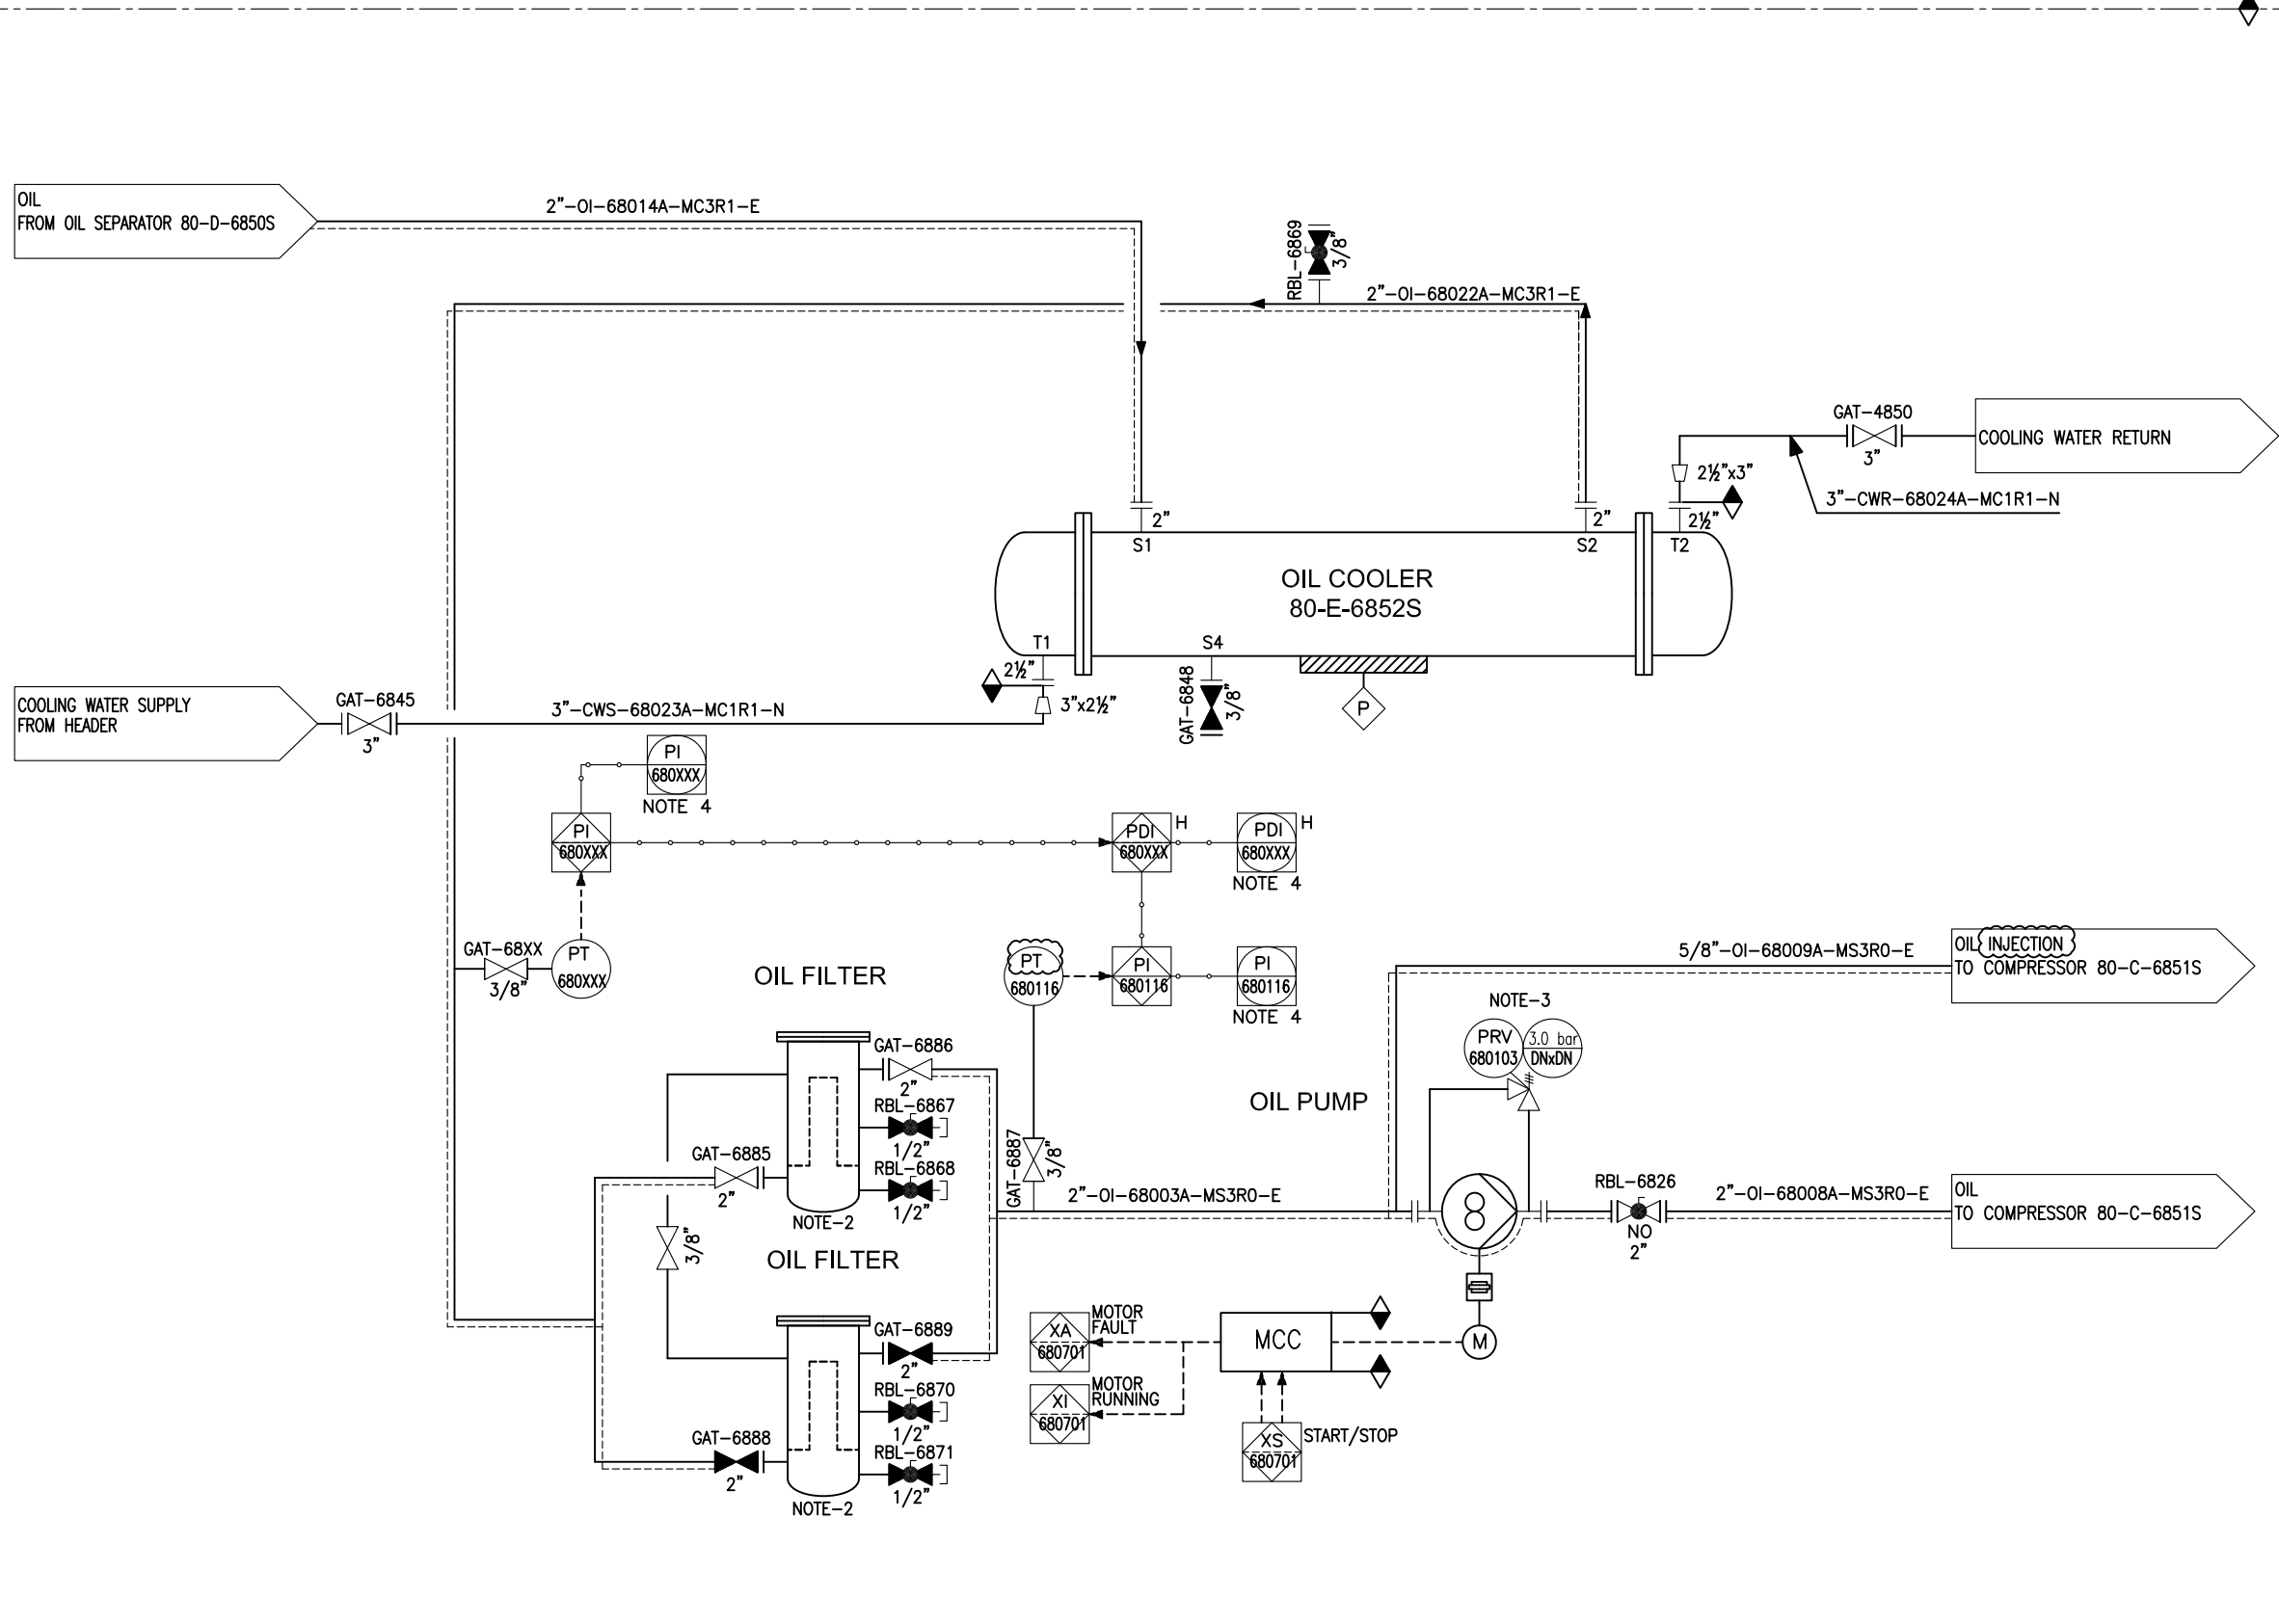 OIL
FROM OIL SEPARATOR 80-D-6850S
2"-OI-68014A-MC3R1-E
RBL-6869
3/8"
2"-OI-68022A-MC3R1-E
GAT-4850
3"
COOLING WATER RETURN
2½"x3"
3"-CWR-68024A-MC1R1-N
2"
S1
2"
S2
2½"
T2
OIL COOLER
80-E-6852S
T1
2½"
S4
GAT-6848
3/8"
P
COOLING WATER SUPPLY
FROM HEADER
GAT-6845
3"
3"-CWS-68023A-MC1R1-N
3"x2½"
PI
680XXX
NOTE 4
PI
680XXX
PDI
680XXX
H
PDI
680XXX
H
NOTE 4
GAT-68XX
3/8"
PT
680XXX
OIL FILTER
PT
680116
PI
680116
PI
680116
NOTE 4
5/8"-OI-68009A-MS3R0-E
OIL INJECTION
TO COMPRESSOR 80-C-6851S
NOTE-3
PRV
680103
3.0 bar
DNxDN
GAT-6886
2"
RBL-6867
1/2"
GAT-6885
2"
RBL-6868
1/2"
NOTE-2
OIL PUMP
GAT-6887
3/8"
2"-OI-68003A-MS3R0-E
RBL-6826
NO
2"
2"-OI-68008A-MS3R0-E
OIL
TO COMPRESSOR 80-C-6851S
3/8"
OIL FILTER
GAT-6889
2"
RBL-6870
1/2"
GAT-6888
2"
RBL-6871
1/2"
NOTE-2
XA
680701
MOTOR
FAULT
MCC
M
XI
680701
MOTOR
RUNNING
XS
680701
START/STOP